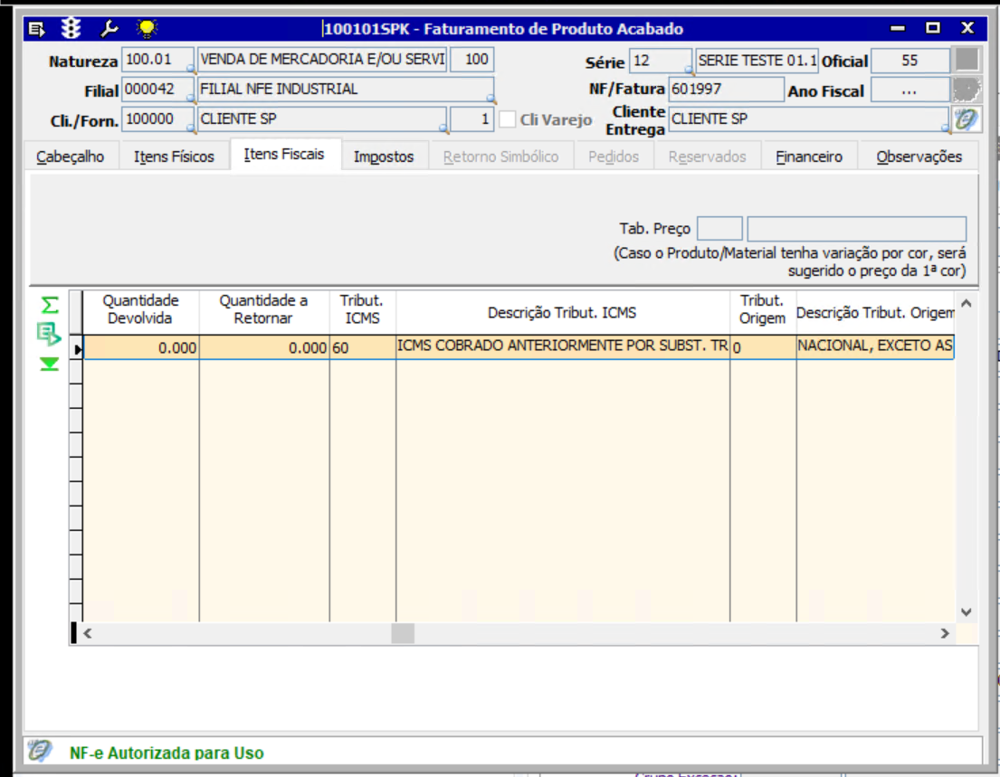 100101SPK - Faturamento de Produto Acabado
Natureza 100.01 VENDA DE MERCADORIA E/OU SERVI 100 Série 12 SERIE TESTE 01.1 Oficial 55
Filial 000042 FILIAL NFE INDUSTRIAL NF/Fatura 601997 Ano Fiscal ...
Cli./Forn. 100000 CLIENTE SP 1 Cli Varejo Cliente Entrega CLIENTE SP
Cabeçalho Itens Físicos Itens Fiscais Impostos Retorno Simbólico Pedidos Reservados Financeiro Observações
Tab. Preço
(Caso o Produto/Material tenha variação por cor, será
sugerido o preço da 1ª cor)
Quantidade Devolvida Quantidade a Retornar Tribut. ICMS Descrição Tribut. ICMS Tribut. Origem Descrição Tribut. Origem
0.000 0.000 60 ICMS COBRADO ANTERIORMENTE POR SUBST. TR 0 NACIONAL, EXCETO AS
NF-e Autorizada para Uso